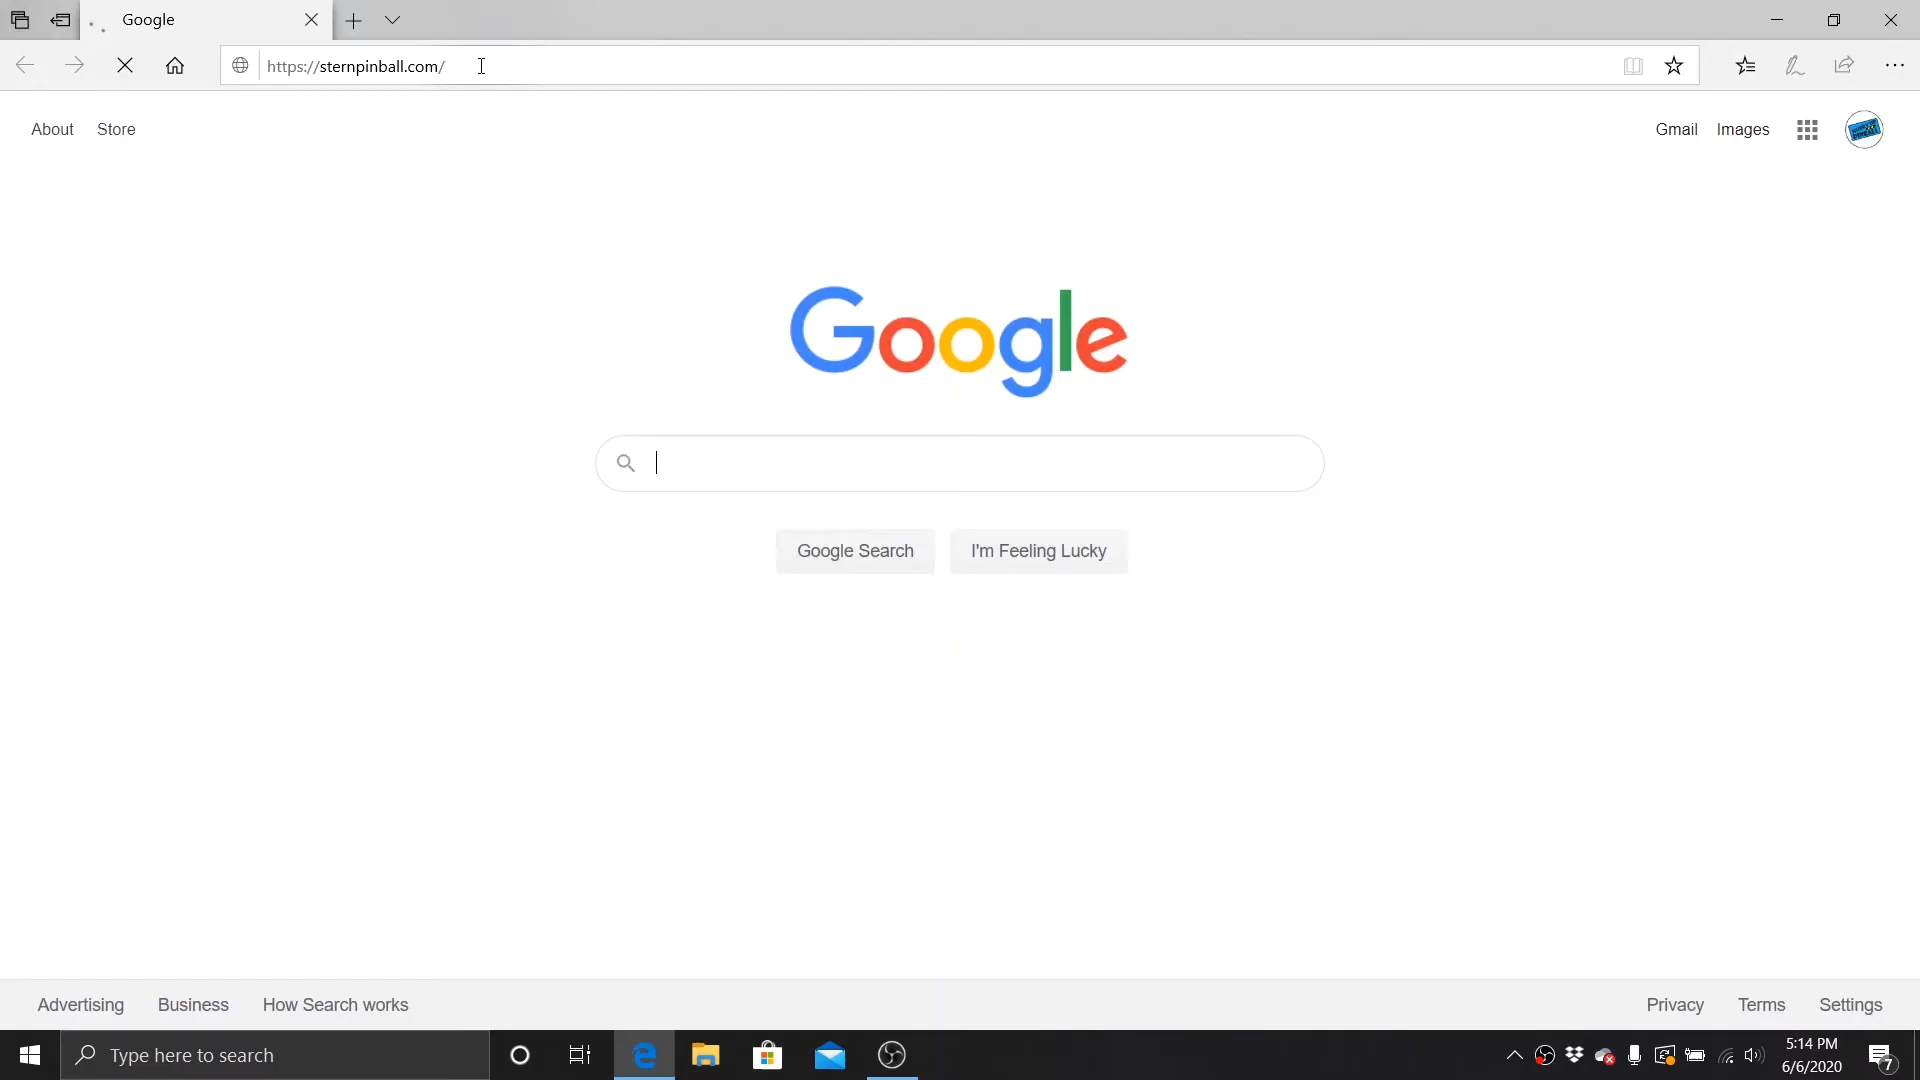 Google
https://sternpinball.com/
About Store
Gmail Images
Google
Google Search I'm Feeling Lucky
Advertising Business How Search works
Privacy Terms Settings
Type here to search
5:14 PM
6/6/2020
7